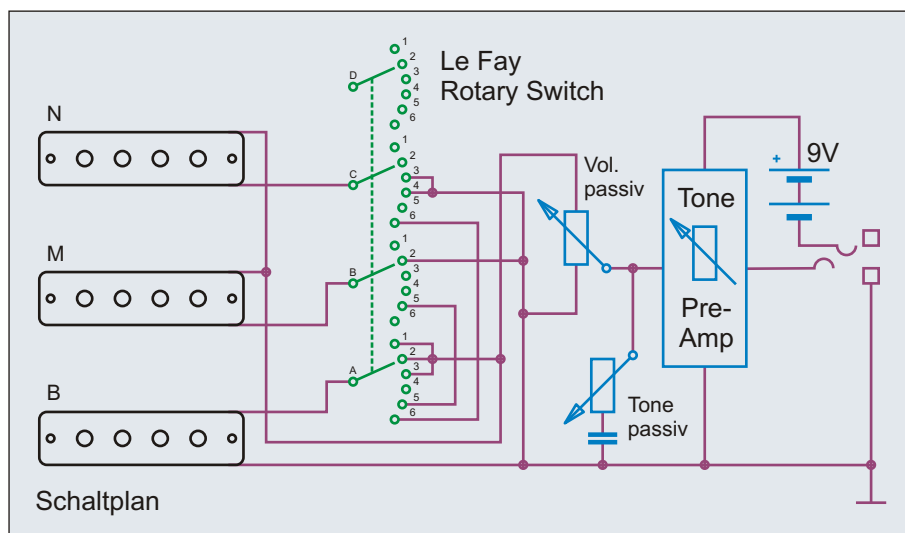 Le Fay
Rotary Switch
D
1
2
3
4
5
6
N
C
1
2
3
4
5
6
Vol.
passiv
Tone
Pre-
Amp
+
9V
M
B
1
2
3
4
5
6
B
A
1
2
3
4
5
6
Tone
passiv
Schaltplan